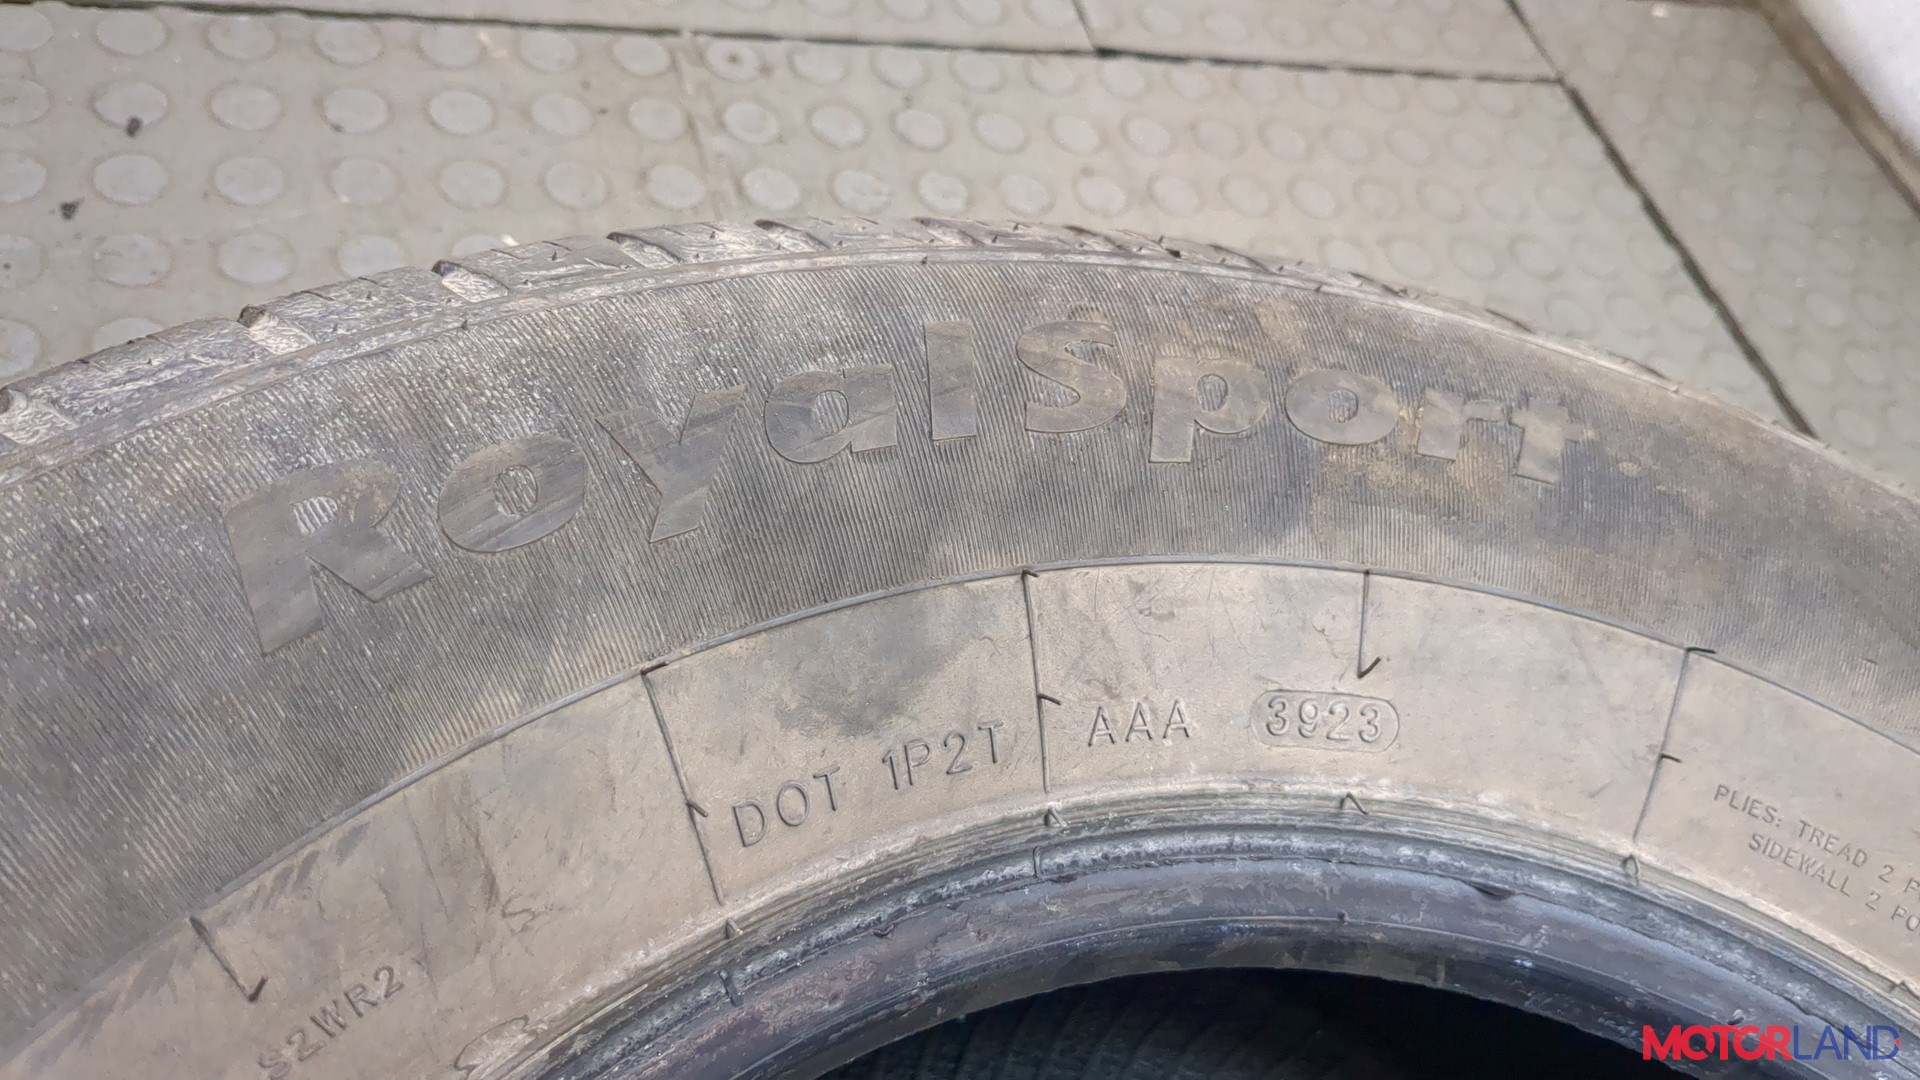 RoyalSport
DOT 1P2T AAA 3923
PLIES: TREAD 2
SIDEWALL 2
S2WR2
MOTORLAND